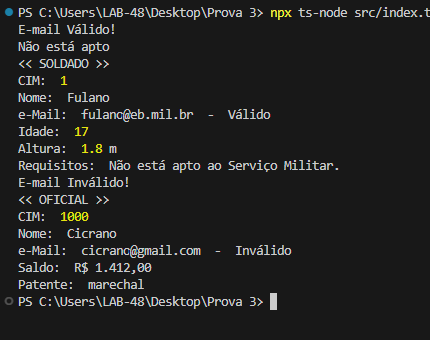 PS C:\Users\LAB-48\Desktop\Prova 3> npx ts-node src/index.t
E-mail Válido!
Não está apto
<< SOLDADO >>
CIM:  1
Nome:  Fulano
e-Mail:  fulano@eb.mil.br  -  Válido
Idade:  17
Altura:  1.8 m
Requisitos:  Não está apto ao Serviço Militar.
E-mail Inválido!
<< OFICIAL >>
CIM:  1000
Nome:  Cicrano
e-Mail:  cicrano@gmail.com  -  Inválido
Saldo:  R$ 1.412,00
Patente:  marechal
PS C:\Users\LAB-48\Desktop\Prova 3>